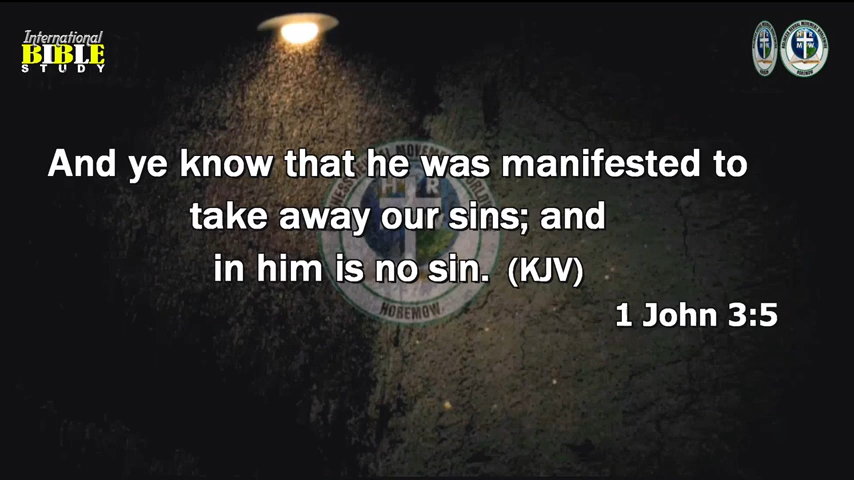 International
BIBLE
STUDY
And ye know that he was manifested to
take away our sins; and
in him is no sin. (KJV)
1 John 3:5
HOREMOW